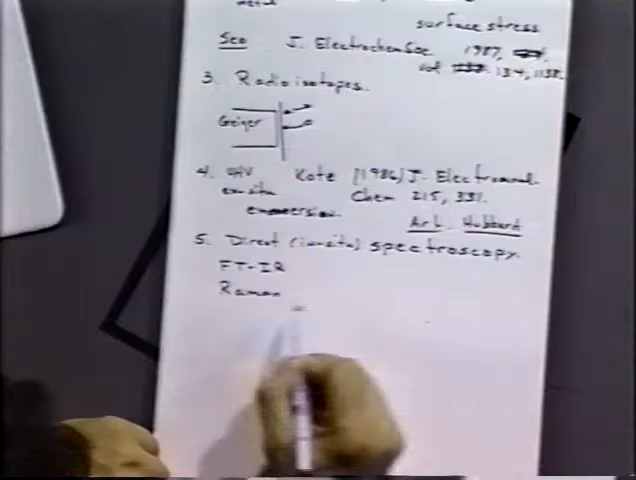 metal
surface stress
See J. Electrochem Soc. 1987,
vol 134, 1138.
3. Radioisotopes.
Geiger
4. UHV Kote (1986) J. Electroanal.
ex-situ Chem 215, 331.
emmersion.
Art Hubbard
5. Direct (in-situ) spectroscopy.
FT-IR
Raman